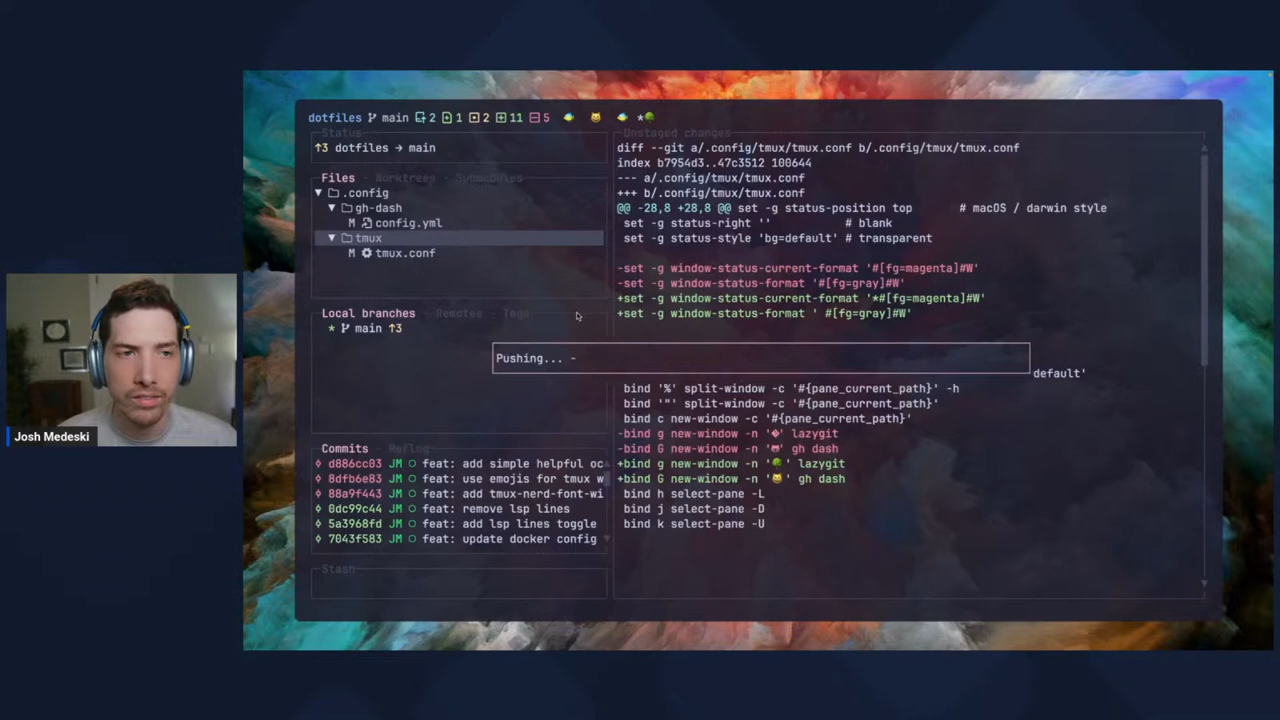 dotfiles main 2 1 2 11 5 *
Status
↑3 dotfiles → main
Files - Worktrees - Submodules
▼ .config
▼ gh-dash
M config.yml
▼ tmux
M tmux.conf
Local branches - Remotes - Tags
* main ↑3
Commits - Reflog
d886cc03 JM ○ feat: add simple helpful oc
8dfb6e83 JM ○ feat: use emojis for tmux w
88a9f443 JM ○ feat: add tmux-nerd-font-wi
0dc99c44 JM ○ feat: remove lsp lines
5a3968fd JM ○ feat: add lsp lines toggle
7043f583 JM ○ feat: update docker config
Stash
Unstaged changes
diff --git a/.config/tmux/tmux.conf b/.config/tmux/tmux.conf
index b7954d3..47c3512 100644
--- a/.config/tmux/tmux.conf
+++ b/.config/tmux/tmux.conf
@@ -28,8 +28,8 @@ set -g status-position top # macOS / darwin style
set -g status-right '' # blank
set -g status-style 'bg=default' # transparent
-set -g window-status-current-format '#[fg=magenta]#W'
-set -g window-status-format '#[fg=gray]#W'
+set -g window-status-current-format '*#[fg=magenta]#W'
+set -g window-status-format ' #[fg=gray]#W'
Pushing... -
default'
bind '%' split-window -c '#{pane_current_path}' -h
bind '"' split-window -c '#{pane_current_path}'
bind c new-window -c '#{pane_current_path}'
-bind g new-window -n '�' lazygit
-bind G new-window -n '😺' gh dash
+bind g new-window -n '🌳' lazygit
+bind G new-window -n '😺' gh dash
bind h select-pane -L
bind j select-pane -D
bind k select-pane -U
Josh Medeski